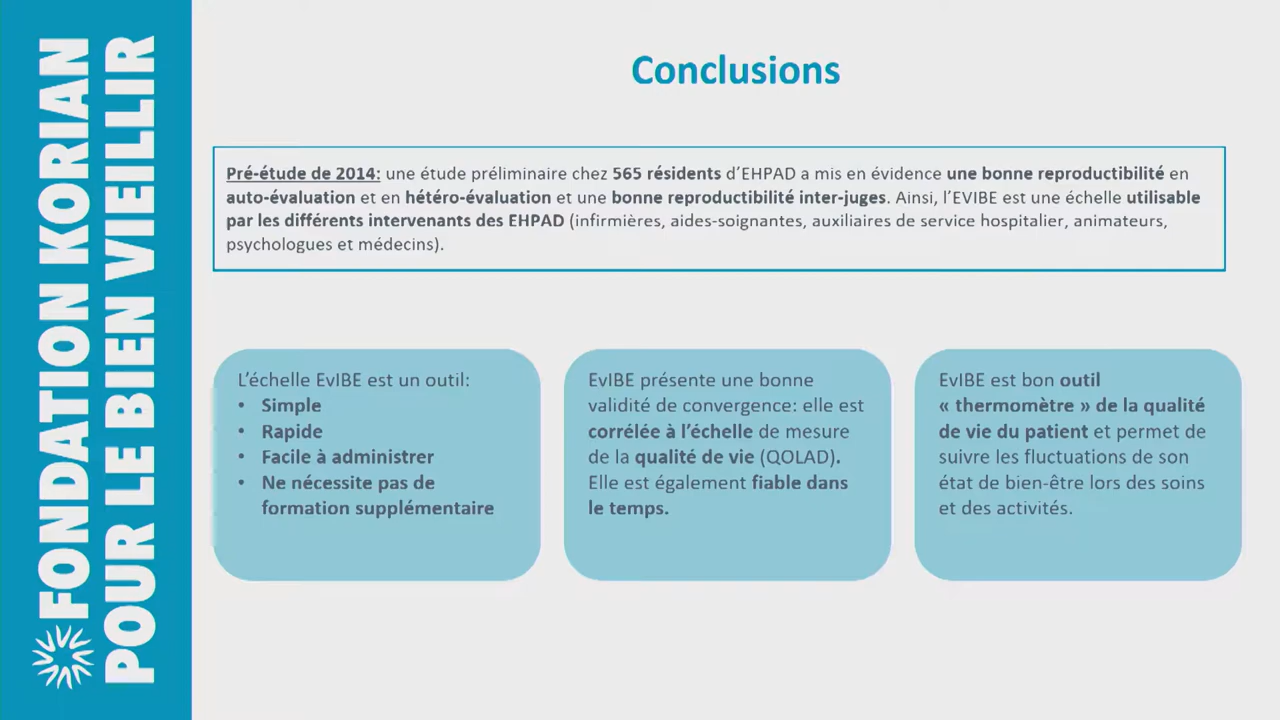 FONDATION KORIAN
POUR LE BIEN VIEILLIR
Conclusions
Pré-étude de 2014: une étude préliminaire chez 565 résidents d’EHPAD a mis en évidence une bonne reproductibilité en
auto-évaluation et en hétéro-évaluation et une bonne reproductibilité inter-juges. Ainsi, l’EVIBE est une échelle utilisable
par les différents intervenants des EHPAD (infirmières, aides-soignantes, auxiliaires de service hospitalier, animateurs,
psychologues et médecins).
L’échelle EvIBE est un outil:
• Simple
• Rapide
• Facile à administrer
• Ne nécessite pas de
formation supplémentaire
EvIBE présente une bonne
validité de convergence: elle est
corrélée à l’échelle de mesure
de la qualité de vie (QOLAD).
Elle est également fiable dans
le temps.
EvIBE est bon outil
« thermomètre » de la qualité
de vie du patient et permet de
suivre les fluctuations de son
état de bien-être lors des soins
et des activités.